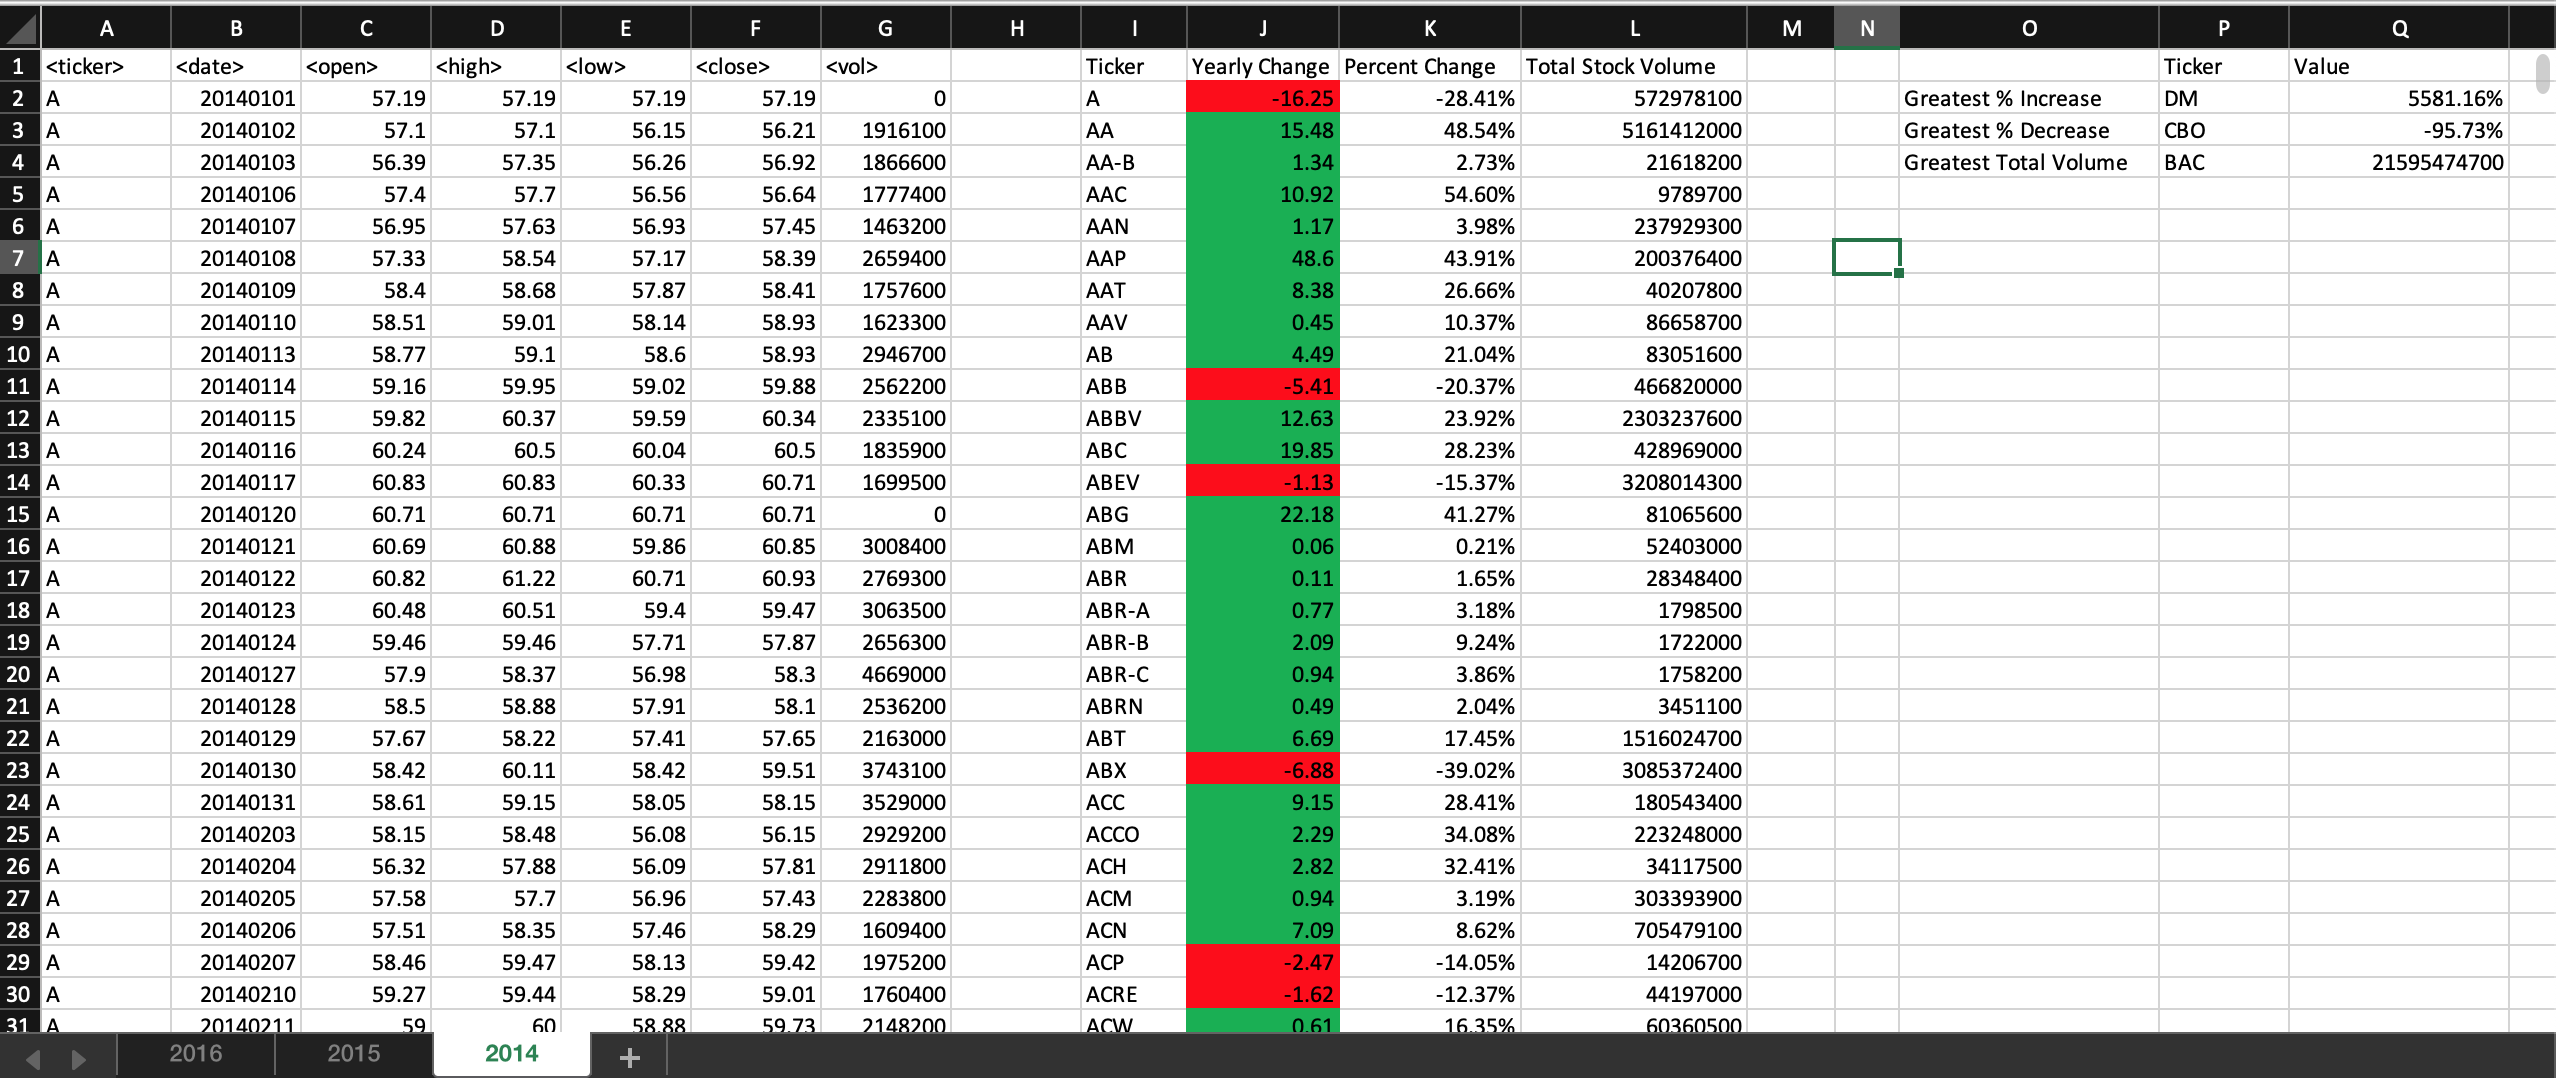 A B C D E F G H I J K L M N O P Q
1 <ticker> <date> <open> <high> <low> <close> <vol> Ticker Yearly Change Percent Change Total Stock Volume Ticker Value
2 A 20140101 57.19 57.19 57.19 57.19 0 A -16.25 -28.41% 572978100 Greatest % Increase DM 5581.16%
3 A 20140102 57.1 57.1 56.15 56.21 1916100 AA 15.48 48.54% 5161412000 Greatest % Decrease CBO -95.73%
4 A 20140103 56.39 57.35 56.26 56.92 1866600 AA-B 1.34 2.73% 21618200 Greatest Total Volume BAC 21595474700
5 A 20140106 57.4 57.7 56.56 56.64 1777400 AAC 10.92 54.60% 9789700
6 A 20140107 56.95 57.63 56.93 57.45 1463200 AAN 1.17 3.98% 237929300
7 A 20140108 57.33 58.54 57.17 58.39 2659400 AAP 48.6 43.91% 200376400
8 A 20140109 58.4 58.68 57.87 58.41 1757600 AAT 8.38 26.66% 40207800
9 A 20140110 58.51 59.01 58.14 58.93 1623300 AAV 0.45 10.37% 86658700
10 A 20140113 58.77 59.1 58.6 58.93 2946700 AB 4.49 21.04% 83051600
11 A 20140114 59.16 59.95 59.02 59.88 2562200 ABB -5.41 -20.37% 466820000
12 A 20140115 59.82 60.37 59.59 60.34 2335100 ABBV 12.63 23.92% 2303237600
13 A 20140116 60.24 60.5 60.04 60.5 1835900 ABC 19.85 28.23% 428969000
14 A 20140117 60.83 60.83 60.33 60.71 1699500 ABEV -1.13 -15.37% 3208014300
15 A 20140120 60.71 60.71 60.71 60.71 0 ABG 22.18 41.27% 81065600
16 A 20140121 60.69 60.88 59.86 60.85 3008400 ABM 0.06 0.21% 52403000
17 A 20140122 60.82 61.22 60.71 60.93 2769300 ABR 0.11 1.65% 28348400
18 A 20140123 60.48 60.51 59.4 59.47 3063500 ABR-A 0.77 3.18% 1798500
19 A 20140124 59.46 59.46 57.71 57.87 2656300 ABR-B 2.09 9.24% 1722000
20 A 20140127 57.9 58.37 56.98 58.3 4669000 ABR-C 0.94 3.86% 1758200
21 A 20140128 58.5 58.88 57.91 58.1 2536200 ABRN 0.49 2.04% 3451100
22 A 20140129 57.67 58.22 57.41 57.65 2163000 ABT 6.69 17.45% 1516024700
23 A 20140130 58.42 60.11 58.42 59.51 3743100 ABX -6.88 -39.02% 3085372400
24 A 20140131 58.61 59.15 58.05 58.15 3529000 ACC 9.15 28.41% 180543400
25 A 20140203 58.15 58.48 56.08 56.15 2929200 ACCO 2.29 34.08% 223248000
26 A 20140204 56.32 57.88 56.09 57.81 2911800 ACH 2.82 32.41% 34117500
27 A 20140205 57.58 57.7 56.96 57.43 2283800 ACM 0.94 3.19% 303393900
28 A 20140206 57.51 58.35 57.46 58.29 1609400 ACN 7.09 8.62% 705479100
29 A 20140207 58.46 59.47 58.13 59.42 1975200 ACP -2.47 -14.05% 14206700
30 A 20140210 59.27 59.44 58.29 59.01 1760400 ACRE -1.62 -12.37% 44197000
31 A 20140211 59 60 58.88 59.73 2148200 ACW 0.61 16.35% 60360500
2016 2015 2014 +